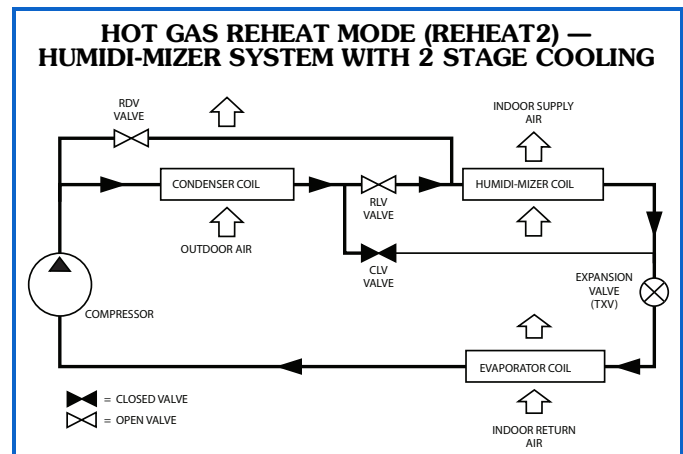 HOT GAS REHEAT MODE (REHEAT2) —
HUMIDI-MIZER SYSTEM WITH 2 STAGE COOLING
RDV
VALVE
INDOOR SUPPLY
AIR
CONDENSER COIL
HUMIDI-MIZER COIL
RLV
VALVE
OUTDOOR AIR
CLV
VALVE
EXPANSION
VALVE
(TXV)
COMPRESSOR
EVAPORATOR COIL
= CLOSED VALVE
= OPEN VALVE
INDOOR RETURN
AIR